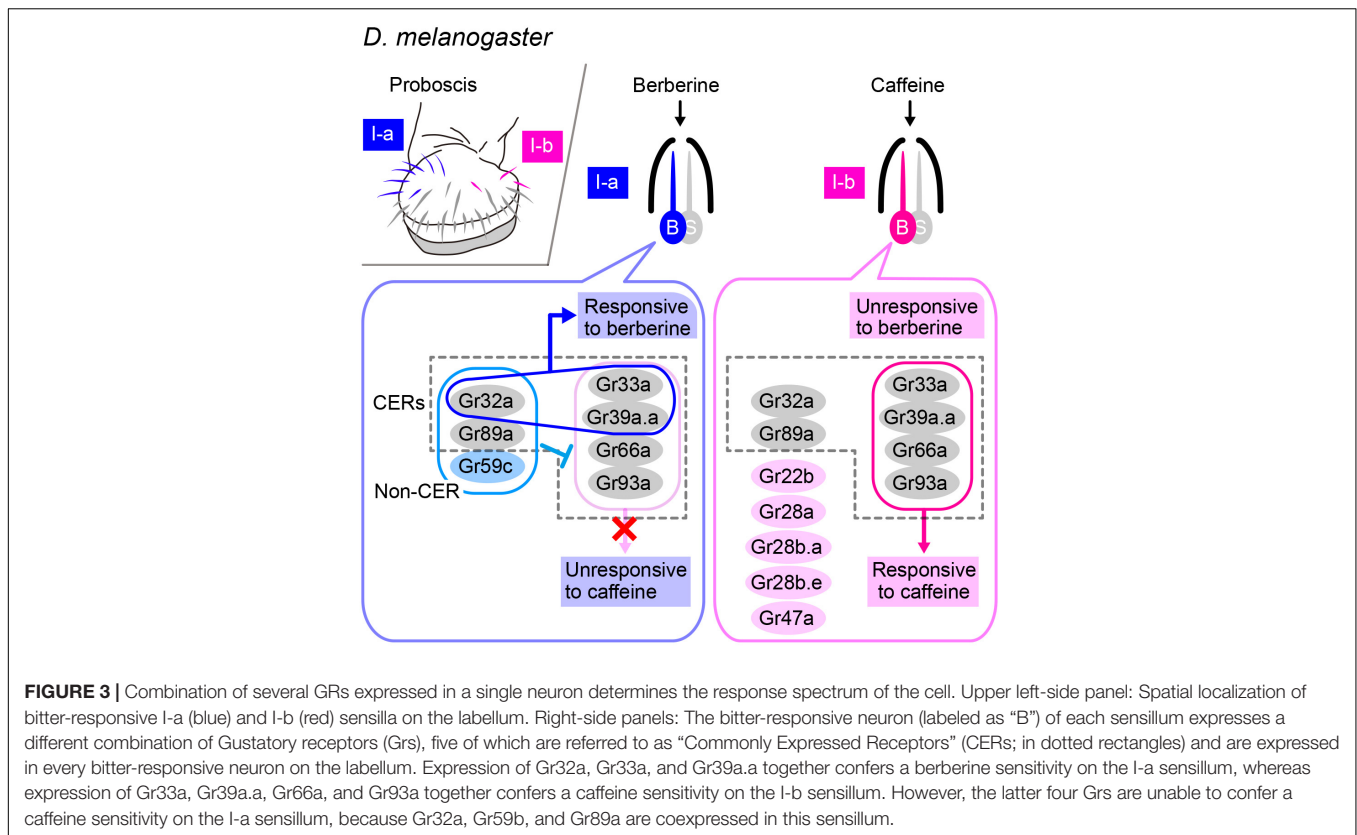 D. melanogaster
Proboscis
I-a
I-b
Berberine
I-a
B
S
Caffeine
I-b
B
S
Responsive
to berberine
CERs
Non-CER
Gr32a
Gr89a
Gr59c
Gr33a
Gr39a.a
Gr66a
Gr93a
Unresponsive
to caffeine
Unresponsive
to berberine
Gr32a
Gr89a
Gr22b
Gr28a
Gr28b.a
Gr28b.e
Gr47a
Gr33a
Gr39a.a
Gr66a
Gr93a
Responsive
to caffeine
FIGURE 3 | Combination of several GRs expressed in a single neuron determines the response spectrum of the cell. Upper left-side panel: Spatial localization of
bitter-responsive I-a (blue) and I-b (red) sensilla on the labellum. Right-side panels: The bitter-responsive neuron (labeled as “B”) of each sensillum expresses a
different combination of Gustatory receptors (Grs), five of which are referred to as “Commonly Expressed Receptors” (CERs; in dotted rectangles) and are expressed
in every bitter-responsive neuron on the labellum. Expression of Gr32a, Gr33a, and Gr39a.a together confers a berberine sensitivity on the I-a sensillum, whereas
expression of Gr33a, Gr39a.a, Gr66a, and Gr93a together confers a caffeine sensitivity on the I-b sensillum. However, the latter four Grs are unable to confer a
caffeine sensitivity on the I-a sensillum, because Gr32a, Gr59b, and Gr89a are coexpressed in this sensillum.